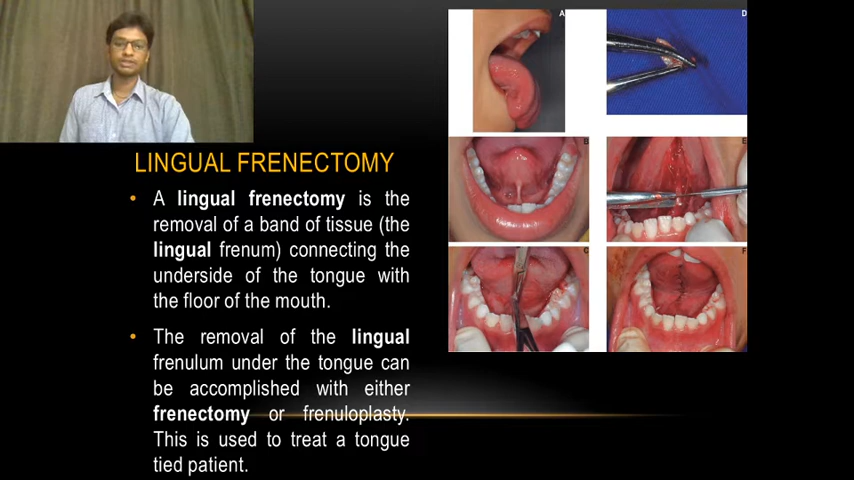 LINGUAL FRENECTOMY
• A lingual frenectomy is the
removal of a band of tissue (the
lingual frenum) connecting the
underside of the tongue with
the floor of the mouth.
• The removal of the lingual
frenulum under the tongue can
be accomplished with either
frenectomy or frenuloplasty.
This is used to treat a tongue
tied patient.
A
D
B
E
C
F